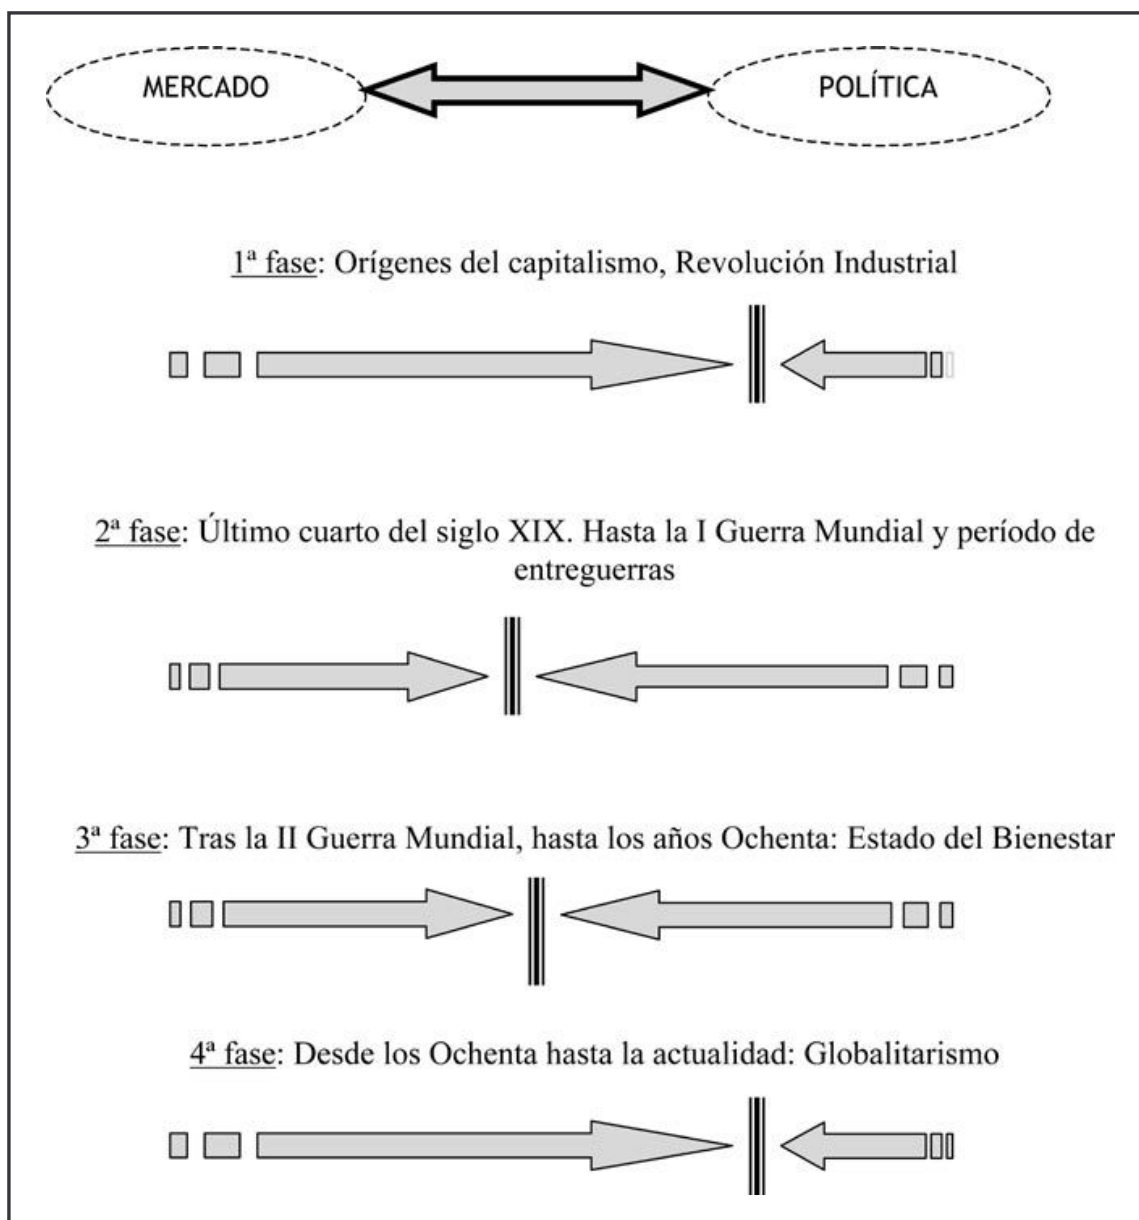 MERCADO
POLÍTICA
1ª fase: Orígenes del capitalismo, Revolución Industrial
2ª fase: Último cuarto del siglo XIX. Hasta la I Guerra Mundial y período de
entreguerras
3ª fase: Tras la II Guerra Mundial, hasta los años Ochenta: Estado del Bienestar
4ª fase: Desde los Ochenta hasta la actualidad: Globalitarismo